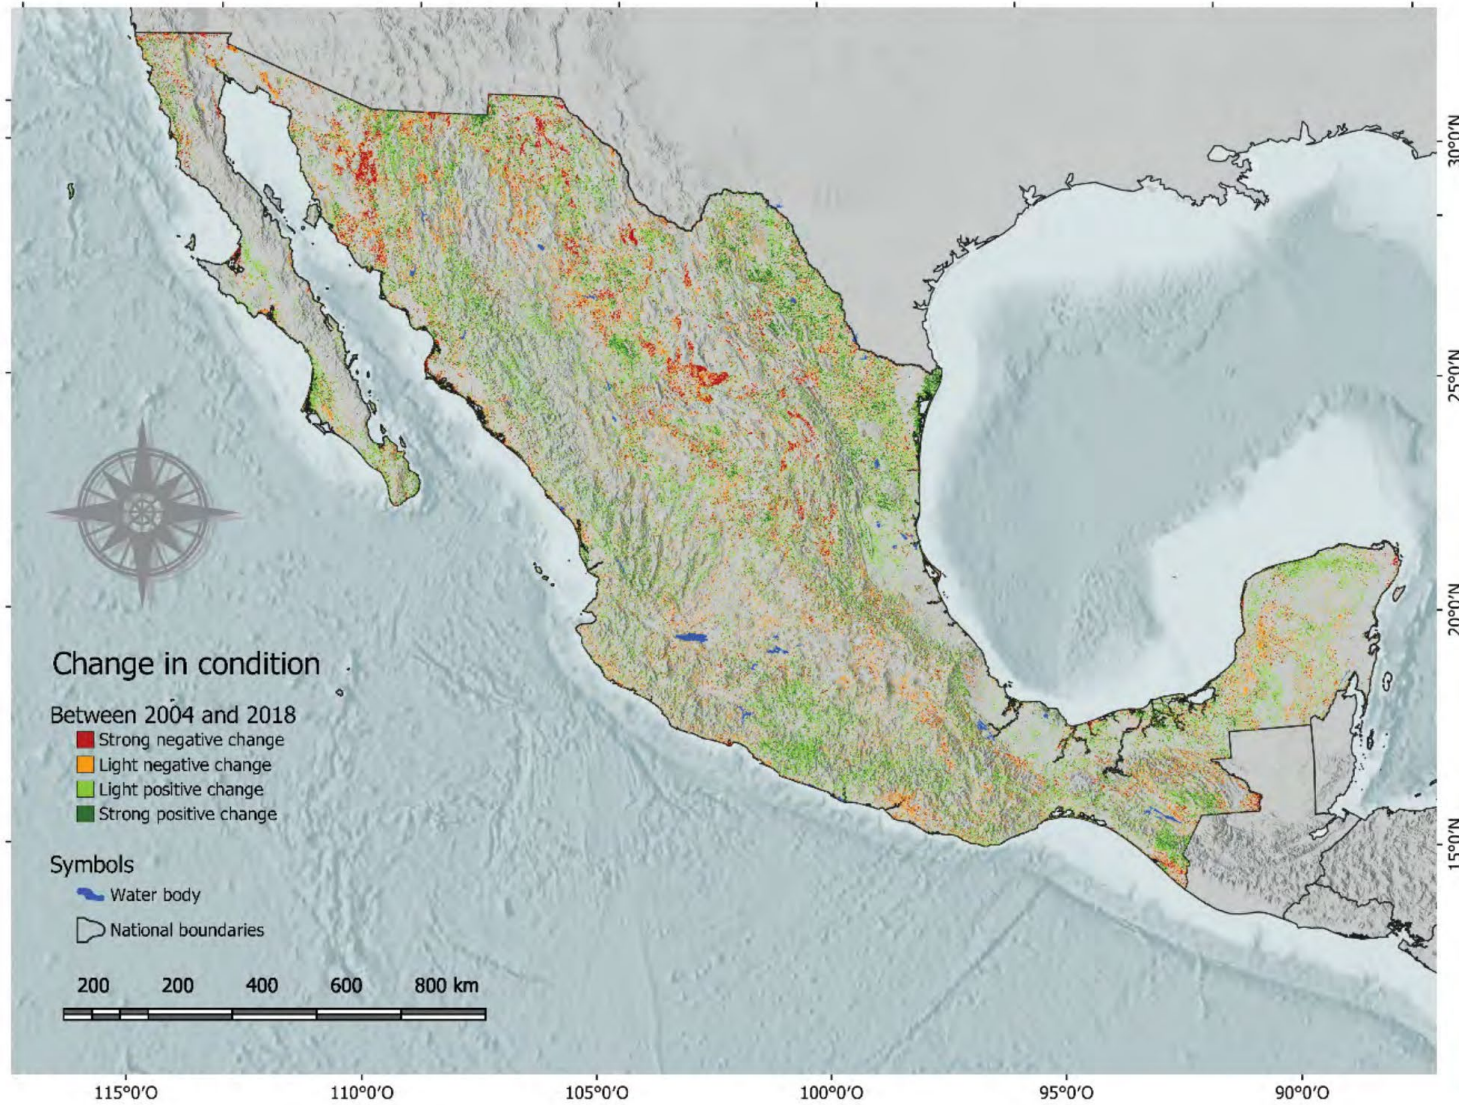 30°0'N
25°0'N
20°0'N
15°0'N
Change in condition
Between 2004 and 2018
Strong negative change
Light negative change
Light positive change
Strong positive change
Symbols
Water body
National boundaries
200 200 400 600 800 km
115°0'O 110°0'O 105°0'O 100°0'O 95°0'O 90°0'O